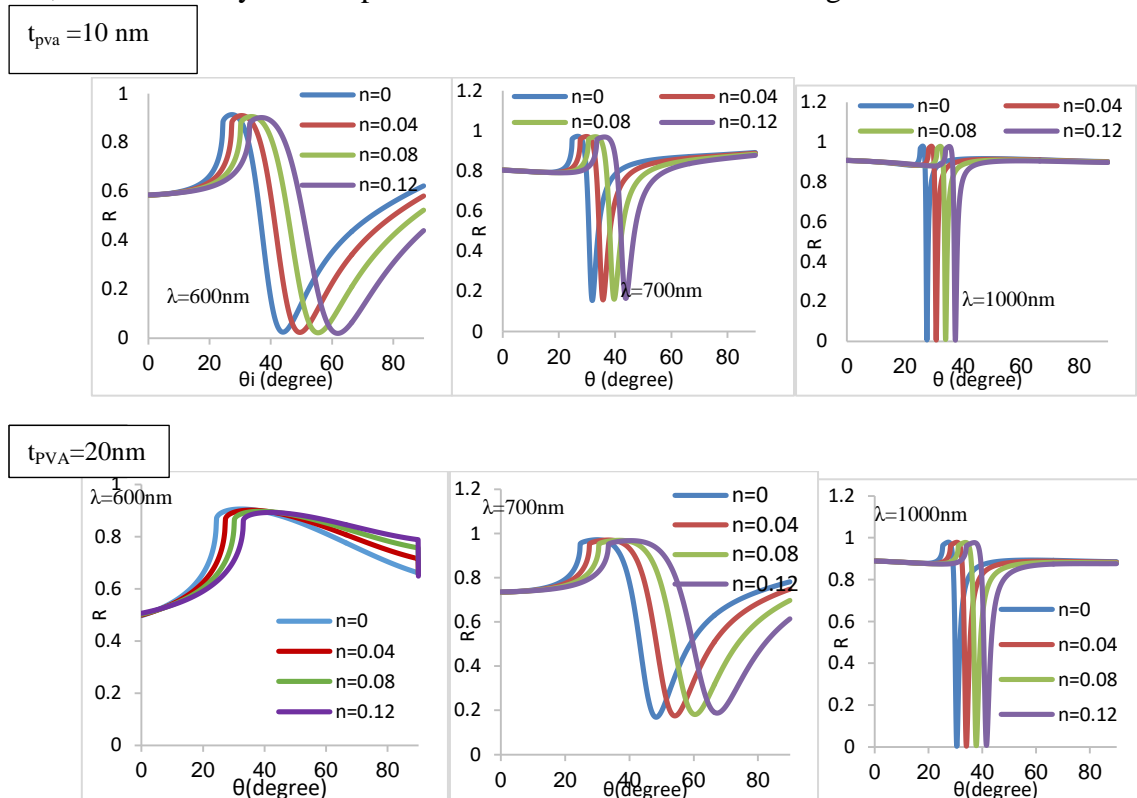 t_pva =10 nm
1
0.8
0.6
0.4
0.2
0
R
0 20 40 60 80
θi (degree)
n=0
n=0.04
n=0.08
n=0.12
λ=600nm
1.2
1
0.8
0.6
0.4
0.2
0
R
0 20 40 60 80
θ (degree)
n=0 n=0.04
n=0.08 n=0.12
λ=700nm
1.2
1
0.8
0.6
0.4
0.2
0
R
0 20 40 60 80
θ (degree)
n=0 n=0.04
n=0.08 n=0.12
λ=1000nm
t_PVA=20nm
1
0.8
0.6
0.4
0.2
0
R
0 20 40 60 80
θ(degree)
λ=600nm
n=0
n=0.04
n=0.08
n=0.12
1.2
1
0.8
0.6
0.4
0.2
0
R
0 20 40 60 80
θ(degree)
λ=700nm
n=0
n=0.04
n=0.08
n=0.12
1.2
1
0.8
0.6
0.4
0.2
0
R
0 20 40 60 80
θ(degree)
λ=1000nm
n=0
n=0.04
n=0.08
n=0.12